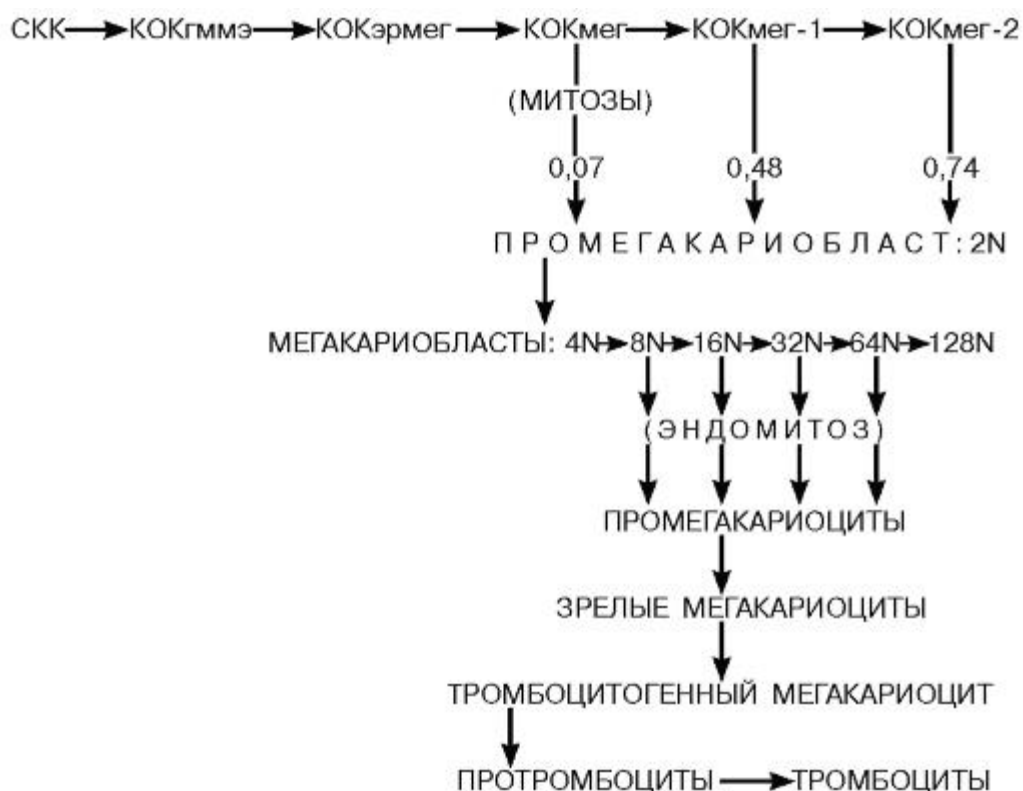 СКК КОКгммэ КОКэрмег КОКмег КОКмег-1 КОКмег-2
(МИТОЗЫ)
0,07 0,48 0,74
ПРОМЕГАКАРИОБЛАСТ: 2N
МЕГАКАРИОБЛАСТЫ: 4N 8N 16N 32N 64N 128N
(ЭНДОМИТОЗ)
ПРОМЕГАКАРИОЦИТЫ
ЗРЕЛЫЕ МЕГАКАРИОЦИТЫ
ТРОМБОЦИТОГЕННЫЙ МЕГАКАРИОЦИТ
ПРОТРОМБОЦИТЫ ТРОМБОЦИТЫ